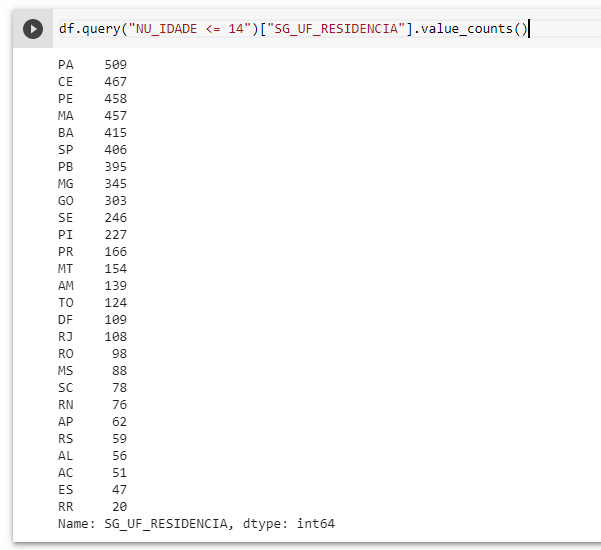 df.query("NU_IDADE <= 14")["SG_UF_RESIDENCIA"].value_counts()
PA    509
CE    467
PE    458
MA    457
BA    415
SP    406
PB    395
MG    345
GO    303
SE    246
PI    227
PR    166
MT    154
AM    139
TO    124
DF    109
RJ    108
RO     98
MS     88
SC     78
RN     76
AP     62
RS     59
AL     56
AC     51
ES     47
RR     20
Name: SG_UF_RESIDENCIA, dtype: int64